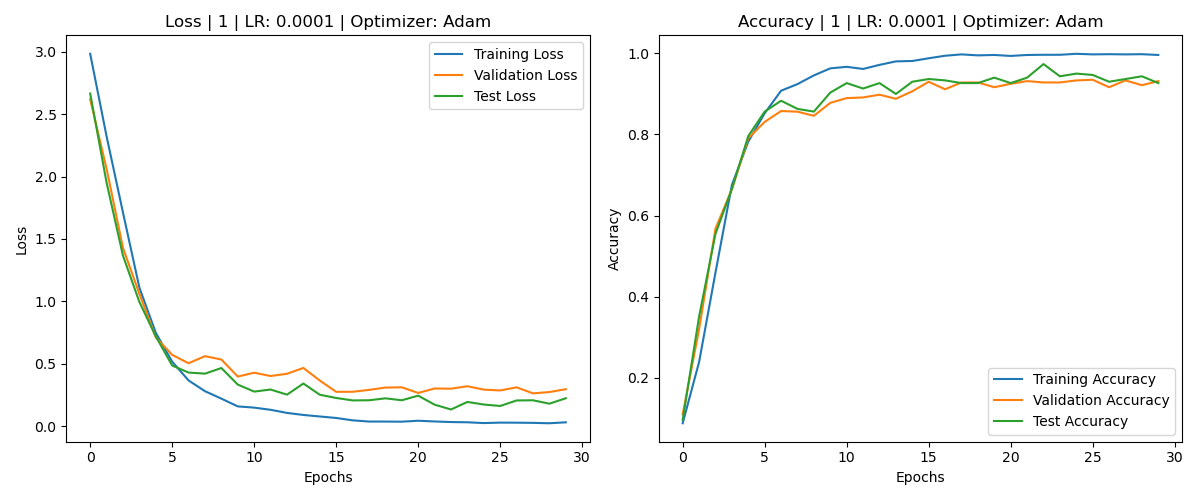 Loss | 1 | LR: 0.0001 | Optimizer: Adam
Training Loss
Validation Loss
Test Loss
3.0
2.5
2.0
1.5
1.0
0.5
0.0
Loss
0
5
10
15
20
25
30
Epochs
Accuracy | 1 | LR: 0.0001 | Optimizer: Adam
1.0
0.8
0.6
0.4
0.2
Accuracy
Training Accuracy
Validation Accuracy
Test Accuracy
0
5
10
15
20
25
30
Epochs